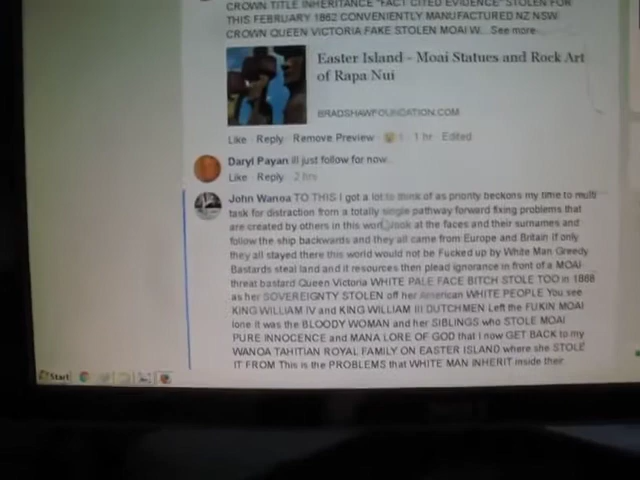 CROWN TITLE INHERITANCE "FACT CITED EVIDENCE" STOLEN FOR
THIS FEBRUARY 1862 CONVENIENTLY MANUFACTURED NZ NSW
CROWN QUEEN VICTORIA FAKE STOLEN MOAI W... See more
Easter Island - Moai Statues and Rock Art
of Rapa Nui
BRADSHAWFOUNDATION.COM
Like · Reply · Remove Preview · 1 · 1 hr · Edited
Daryl Payan ill just follow for now.
Like · Reply · 2 hrs
John Wanoa TO THIS I got a lot to think of as priority beckons my time to multi
task for distraction from a totally single pathway forward fixing problems that
are created by others in this look at the faces and their surnames and
follow the ship backwards and they all came from Europe and Britain If only
they all stayed there this world would not be Fucked up by White Man Greedy
Bastards steal land and it resources then plead ignorance in front of a MOAI
threat bastard Queen Victoria WHITE PALE FACE BITCH STOLE TOO in 1868
as her SOVEREIGNTY STOLEN off her American WHITE PEOPLE You see
KING WILLIAM IV and KING WILLIAM III DUTCHMEN Left the FUKIN MOAI
lone it was the BLOODY WOMAN and her SIBLINGS who STOLE MOAI
PURE INNOCENCE and MANA LORE OF GOD that I now GET BACK to my
WANOA TAHITIAN ROYAL FAMILY ON EASTER ISLAND where she STOLE
IT FROM This is the PROBLEMS that WHITE MAN INHERIT inside their
Start